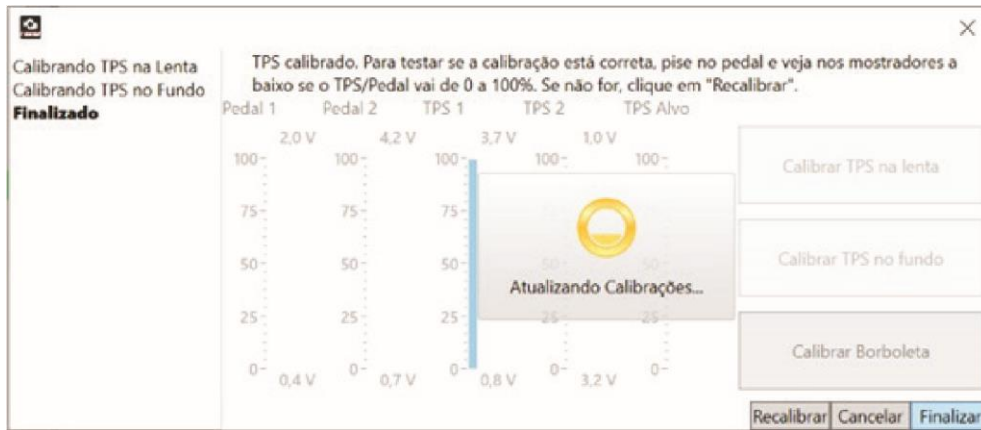 Calibrando TPS na Lenta
Calibrando TPS no Fundo
Finalizado
TPS calibrado. Para testar se a calibração está correta, pise no pedal e veja nos mostradores a
baixo se o TPS/Pedal vai de 0 a 100%. Se não for, clique em "Recalibrar".
Pedal 1 Pedal 2 TPS 1 TPS 2 TPS Alvo
2,0 V 4,2 V 3,7 V 1,0 V
100 100 100 100 100
Calibrar TPS na lenta
75 75 75
50 50 50 50 50
Calibrar TPS no fundo
Atualizando Calibrações...
25 25 25 25 25
Calibrar Borboleta
0 0 0 0 0
0,4 V 0,7 V 0,8 V 3,2 V
Recalibrar Cancelar Finalizar